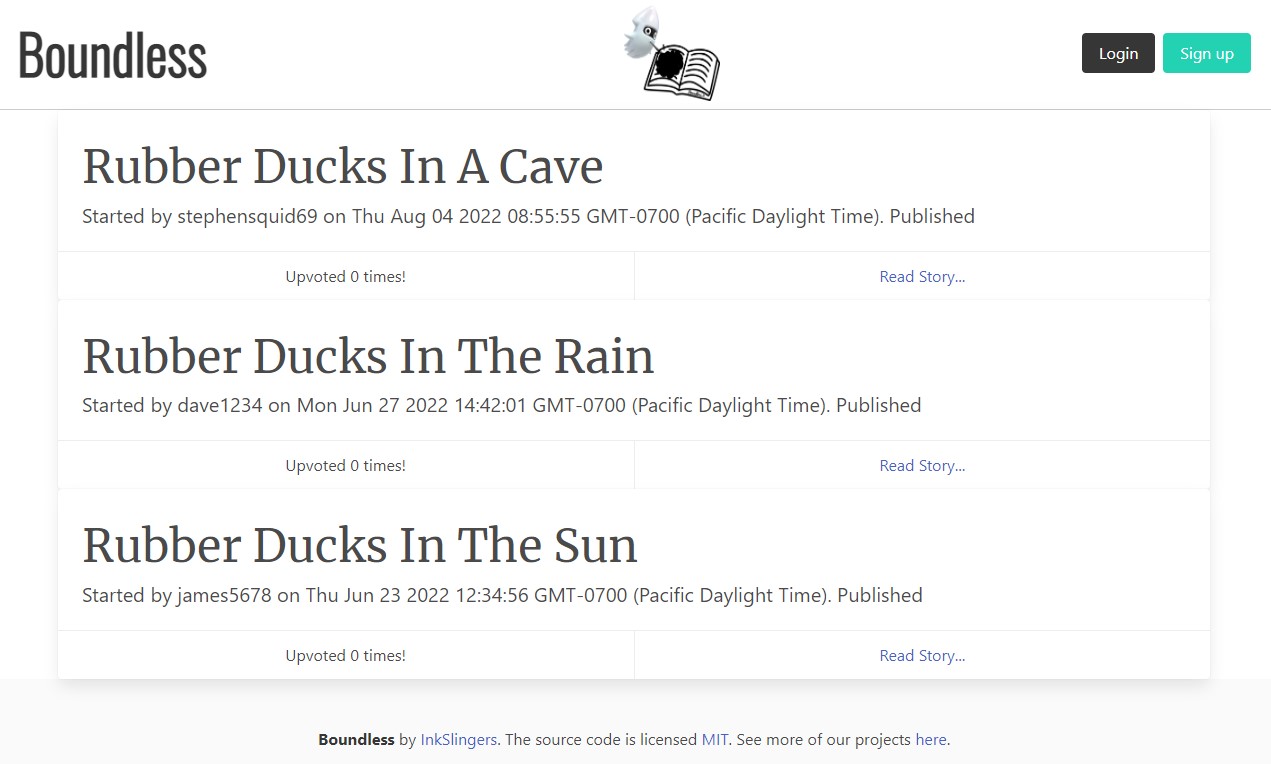 Boundless
Login
Sign up
Rubber Ducks In A Cave
Started by stephensquid69 on Thu Aug 04 2022 08:55:55 GMT-0700 (Pacific Daylight Time). Published
Upvoted 0 times!
Read Story...
Rubber Ducks In The Rain
Started by dave1234 on Mon Jun 27 2022 14:42:01 GMT-0700 (Pacific Daylight Time). Published
Upvoted 0 times!
Read Story...
Rubber Ducks In The Sun
Started by james5678 on Thu Jun 23 2022 12:34:56 GMT-0700 (Pacific Daylight Time). Published
Upvoted 0 times!
Read Story...
Boundless by InkSlingers. The source code is licensed MIT. See more of our projects here.